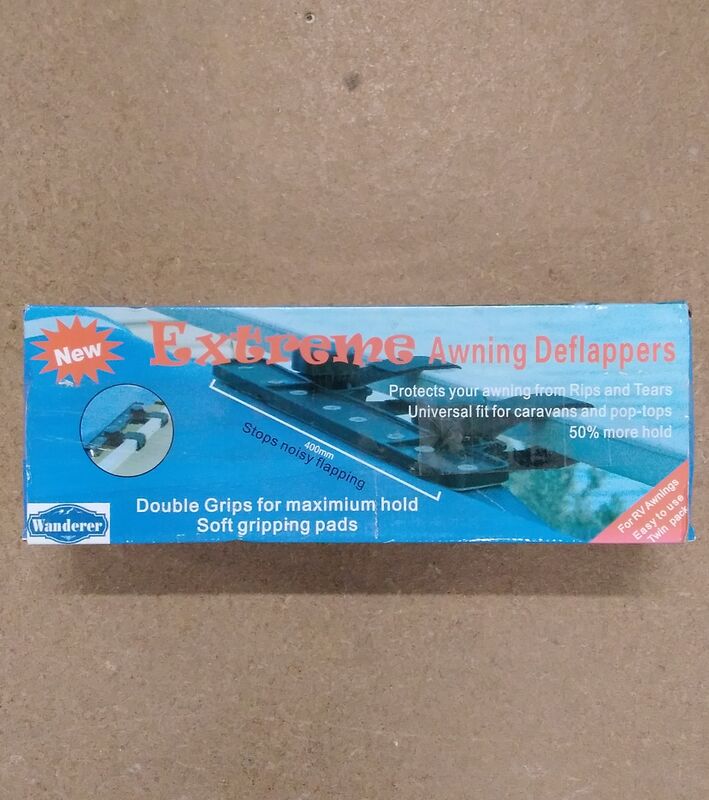 New
Extreme Awning Deflappers
Protects your awning from Rips and Tears
Universal fit for caravans and pop-tops
50% more hold
400mm
Stops noisy flapping
Double Grips for maximium hold
Soft gripping pads
Wanderer
For RV Awnings
Easy to use
Twin pack